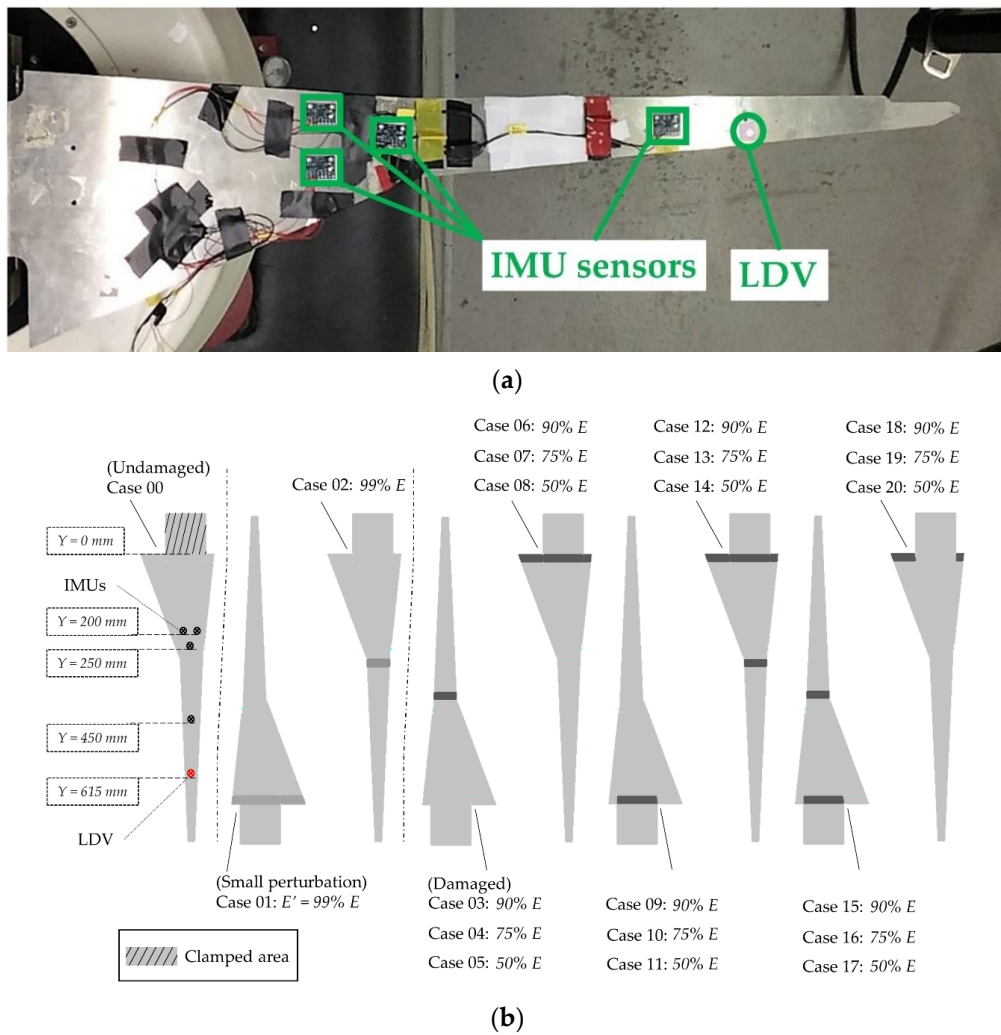 IMU sensors
LDV
(a)
Case 06: 90% E
Case 07: 75% E
Case 08: 50% E
Case 12: 90% E
Case 13: 75% E
Case 14: 50% E
Case 18: 90% E
Case 19: 75% E
Case 20: 50% E
(Undamaged)
Case 00
Case 02: 99% E
Y = 0 mm
IMUs
Y = 200 mm
Y = 250 mm
Y = 450 mm
Y = 615 mm
LDV
(Small perturbation)
Case 01: E' = 99% E
(Damaged)
Case 03: 90% E
Case 04: 75% E
Case 05: 50% E
Case 09: 90% E
Case 10: 75% E
Case 11: 50% E
Case 15: 90% E
Case 16: 75% E
Case 17: 50% E
Clamped area
(b)